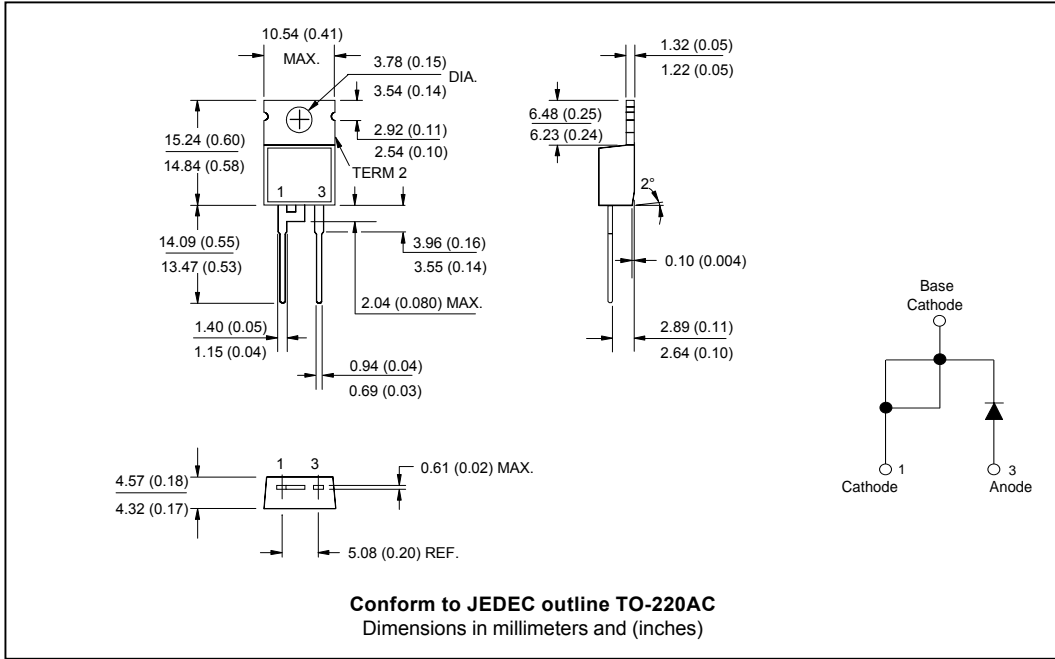 10.54 (0.41)
MAX.
3.78 (0.15)
3.54 (0.14)
DIA.
2.92 (0.11)
2.54 (0.10)
15.24 (0.60)
14.84 (0.58)
TERM 2
1 3
14.09 (0.55)
13.47 (0.53)
3.96 (0.16)
3.55 (0.14)
2.04 (0.080) MAX.
1.40 (0.05)
1.15 (0.04)
0.94 (0.04)
0.69 (0.03)
1.32 (0.05)
1.22 (0.05)
6.48 (0.25)
6.23 (0.24)
2°
0.10 (0.004)
2.89 (0.11)
2.64 (0.10)
Base
Cathode
1
Cathode
3
Anode
1 3
4.57 (0.18)
4.32 (0.17)
0.61 (0.02) MAX.
5.08 (0.20) REF.
Conform to JEDEC outline TO-220AC
Dimensions in millimeters and (inches)